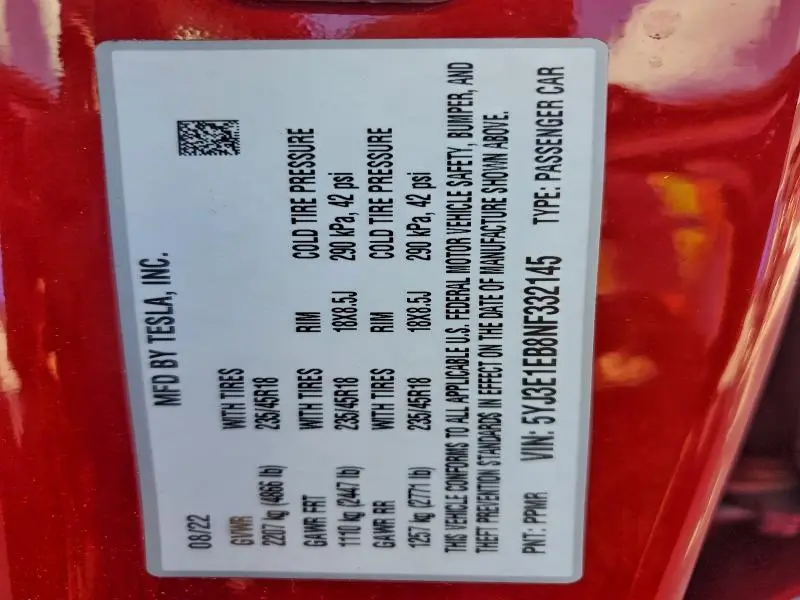 MFD BY TESLA, INC.
08/22
GVWR WITH TIRES
2207 kg (4866 lb) 235/45R18
GAWR FRT WITH TIRES RIM COLD TIRE PRESSURE
1110 kg (2447 lb) 235/45R18 18X8.5J 290 kPa, 42 psi
GAWR RR WITH TIRES RIM COLD TIRE PRESSURE
1257 kg (2771 lb) 235/45R18 18X8.5J 290 kPa, 42 psi
THIS VEHICLE CONFORMS TO ALL APPLICABLE U.S. FEDERAL MOTOR VEHICLE SAFETY, BUMPER, AND
THEFT PREVENTION STANDARDS IN EFFECT ON THE DATE OF MANUFACTURE SHOWN ABOVE.
PNT: PPMR VIN: 5YJ3E1EB8NF332145 TYPE: PASSENGER CAR